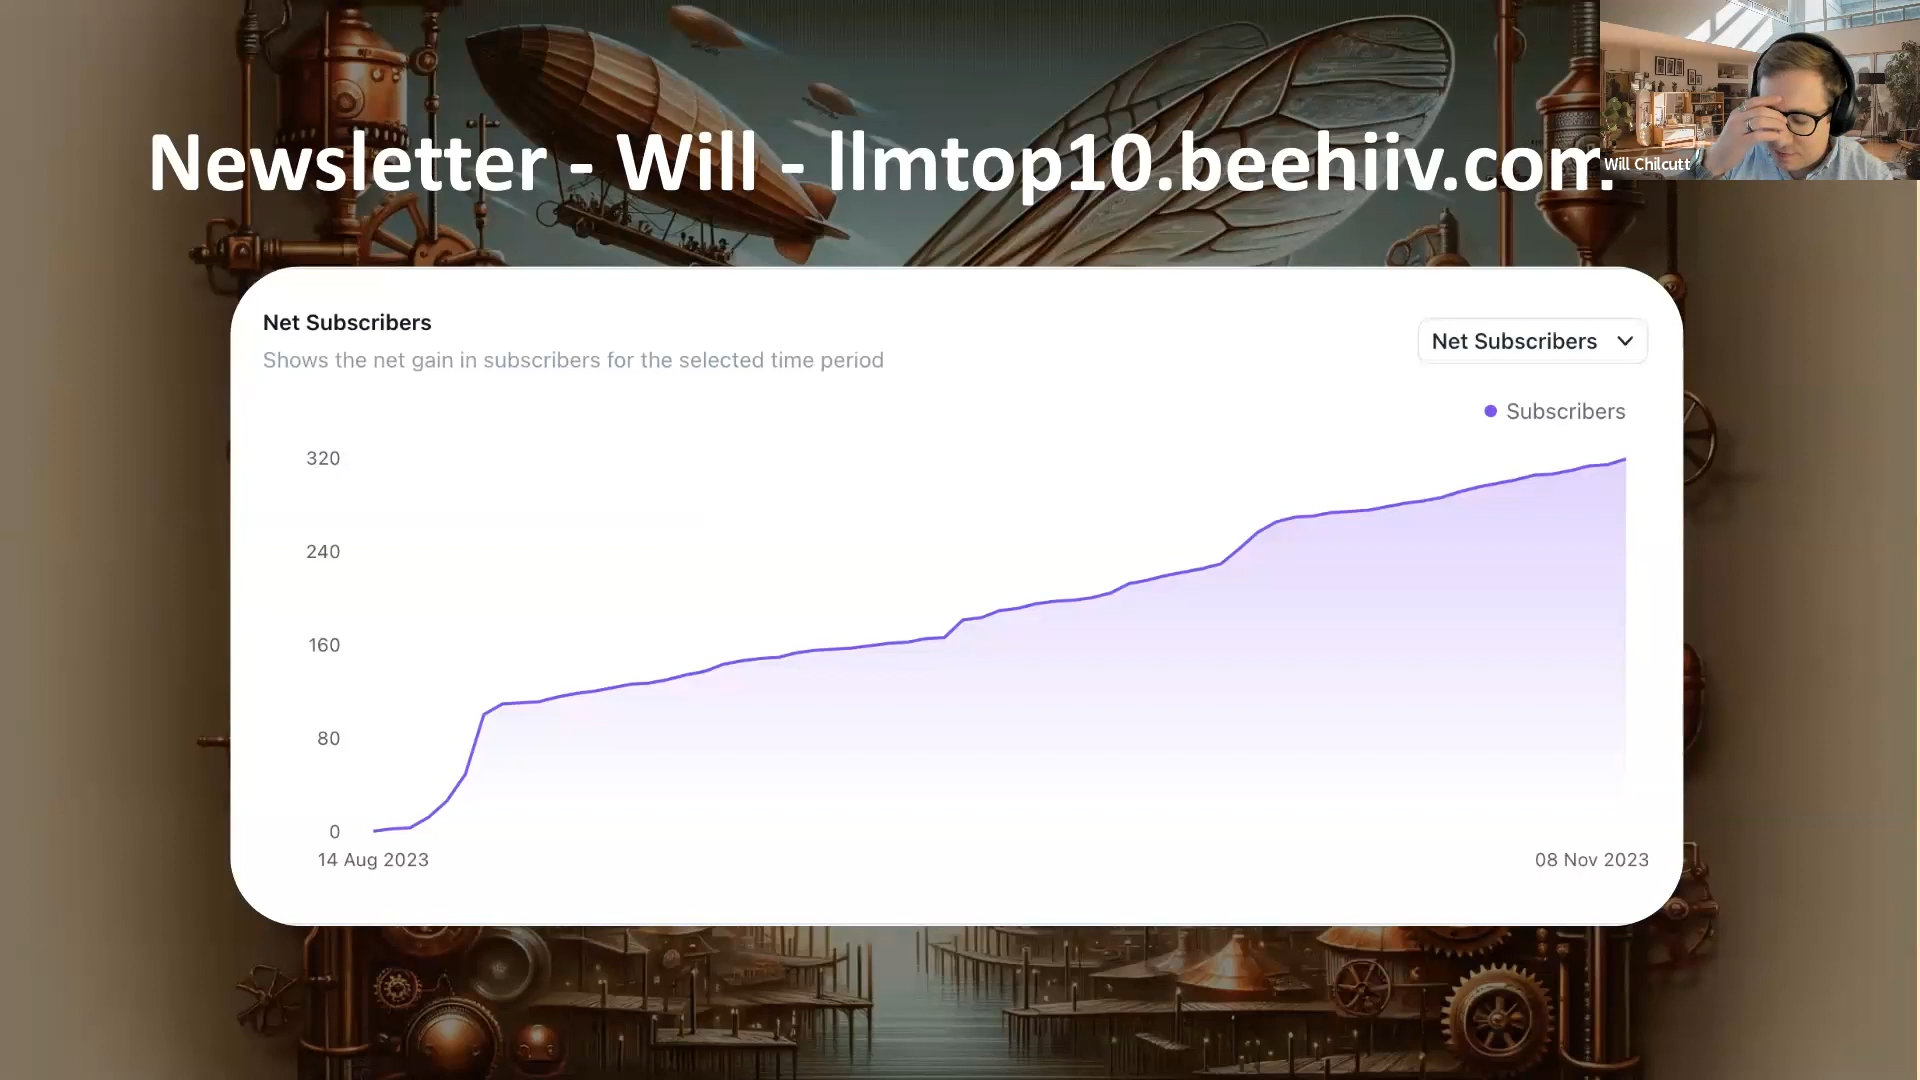 Newsletter - Will - llmtop10.beehiiv.com.
Will Chilcutt
Net Subscribers
Shows the net gain in subscribers for the selected time period
Net Subscribers
Subscribers
320
240
160
80
0
14 Aug 2023
08 Nov 2023